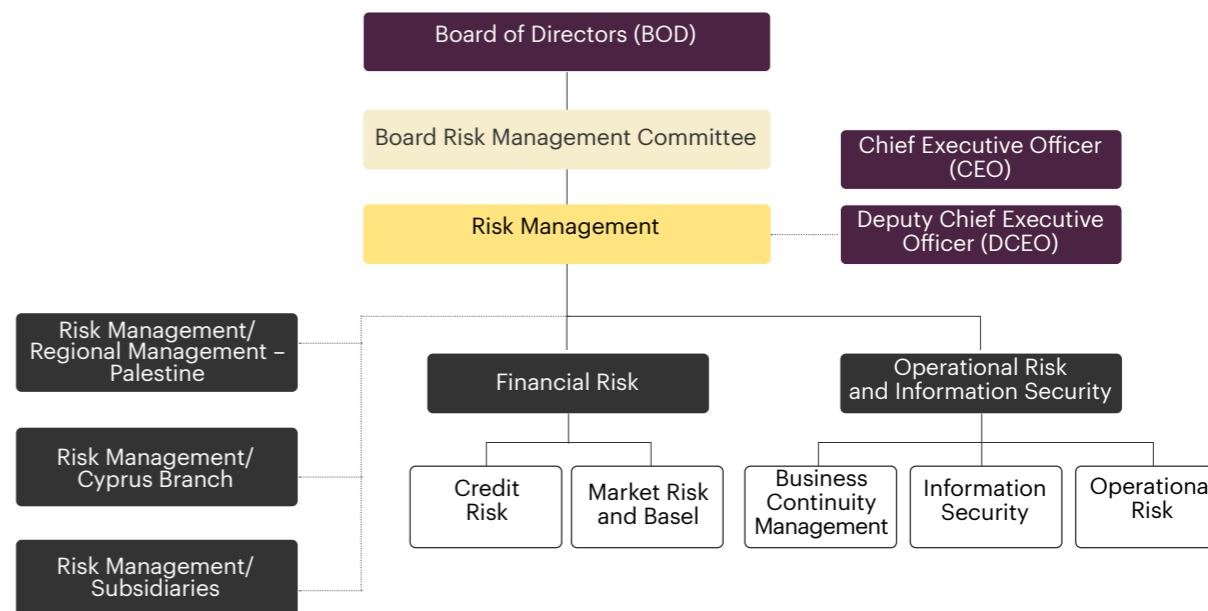 Board of Directors (BOD)
Board Risk Management Committee
Chief Executive Officer
(CEO)
Risk Management
Deputy Chief Executive
Officer (DCEO)
Risk Management/
Regional Management –
Palestine
Financial Risk
Operational Risk
and Information Security
Risk Management/
Cyprus Branch
Credit
Risk
Market Risk
and Basel
Business
Continuity
Management
Information
Security
Operationa
Risk
Risk Management/
Subsidiaries